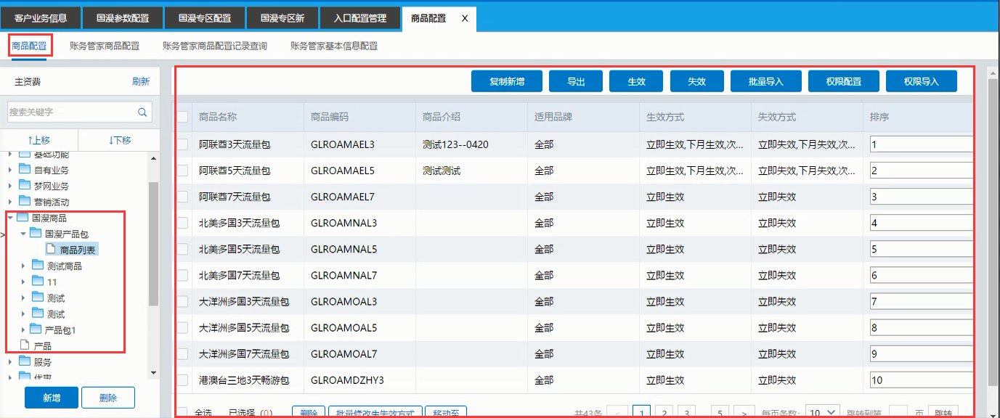 客户业务信息 国漫参数配置 国漫专区配置 国漫专区新 入口配置管理 商品配置 X
商品配置 账务管家商品配置 账务管家商品配置记录查询 账务管家基本信息配置
主资费 刷新
搜索关键字
↑上移 ↓下移
基础功能
自有业务
梦网业务
营销活动
国漫商品
国漫产品包
商品列表
测试商品
11
测试
测试
产品包1
产品
服务
优惠
新增 删除
复制新增 导出 生效 失效 批量导入 权限配置 权限导入
商品名称 商品编码 商品介绍 适用品牌 生效方式 失效方式 排序
阿联酋3天流量包 GLROAMAEL3 测试123--0420 全部 立即生效,下月生效,次... 立即失效,下月失效,次... 1
阿联酋5天流量包 GLROAMAEL5 测试测试 全部 立即生效,下月生效,次... 立即失效,下月失效,次... 2
阿联酋7天流量包 GLROAMAEL7 全部 立即生效 立即失效 3
北美多国3天流量包 GLROAMNAL3 全部 立即生效 立即失效 4
北美多国5天流量包 GLROAMNAL5 全部 立即生效 立即失效 5
北美多国7天流量包 GLROAMNAL7 全部 立即生效 立即失效 6
大洋洲多国3天流量包 GLROAMOAL3 全部 立即生效 立即失效 7
大洋洲多国5天流量包 GLROAMOAL5 全部 立即生效 立即失效 8
大洋洲多国7天流量包 GLROAMOAL7 全部 立即生效 立即失效 9
港澳台三地3天畅游包 GLROAMDZHY3 全部 立即生效 立即失效 10
全选 已选择 (0) 删除 批量修改生失效方式 移动至 共43条 < 1 2 3 5 > 每页条数: 10 跳转到第 页 跳转